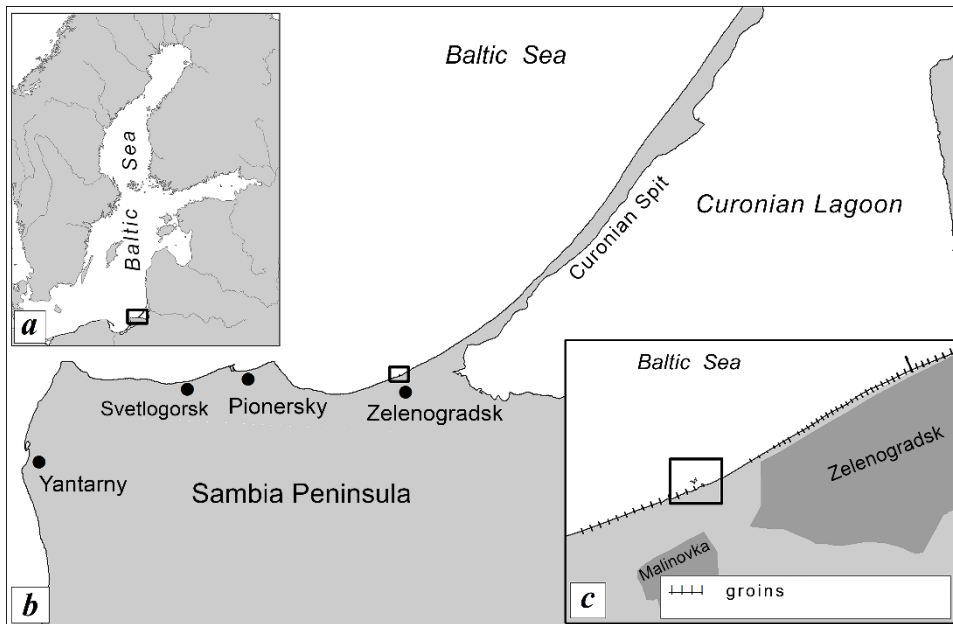 Baltic Sea
a
Baltic Sea
Curonian Spit
Curonian Lagoon
Svetlogorsk
Pionersky
Zelenogradsk
Yantarny
Sambia Peninsula
b
Baltic Sea
Zelenogradsk
Malinovka
groins
c